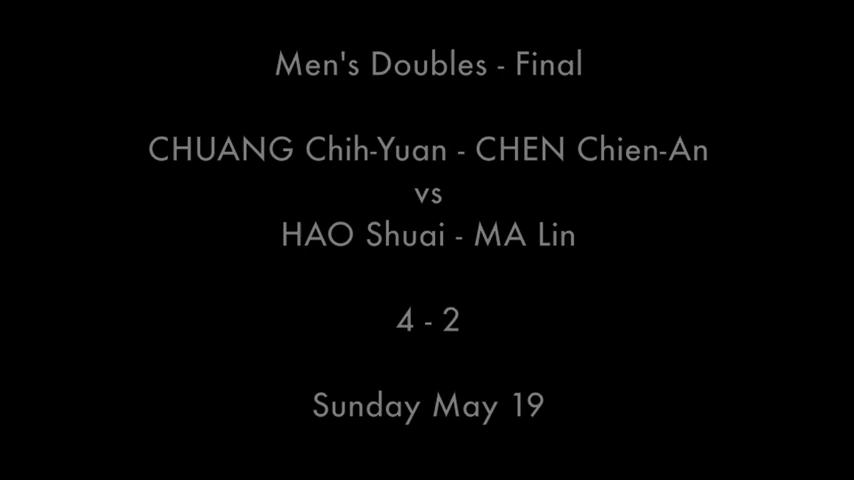 Men's Doubles - Final
CHUANG Chih-Yuan - CHEN Chien-An
vs
HAO Shuai - MA Lin
4 - 2
Sunday May 19